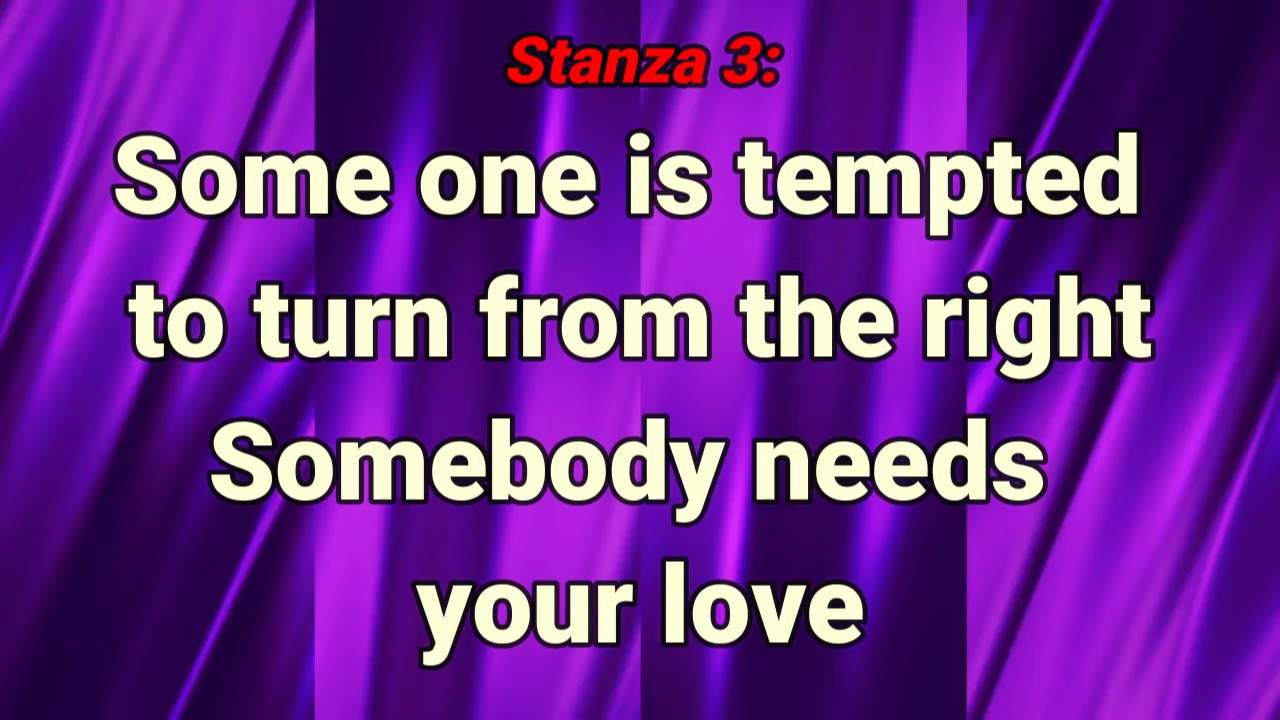 Stanza 3:
Some one is tempted
to turn from the right
Somebody needs
your love